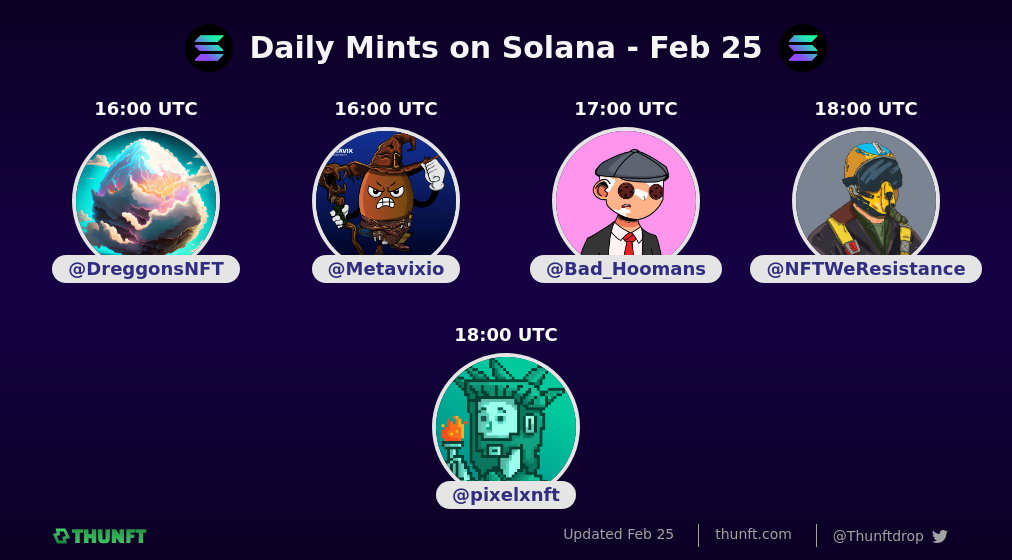 Daily Mints on Solana - Feb 25
16:00 UTC
@DreggonsNFT
16:00 UTC
@Metavixio
17:00 UTC
@Bad_Hoomans
18:00 UTC
@NFTWeResistance
18:00 UTC
@pixelxnft
THUNFT
Updated Feb 25
thunft.com
@Thunftdrop